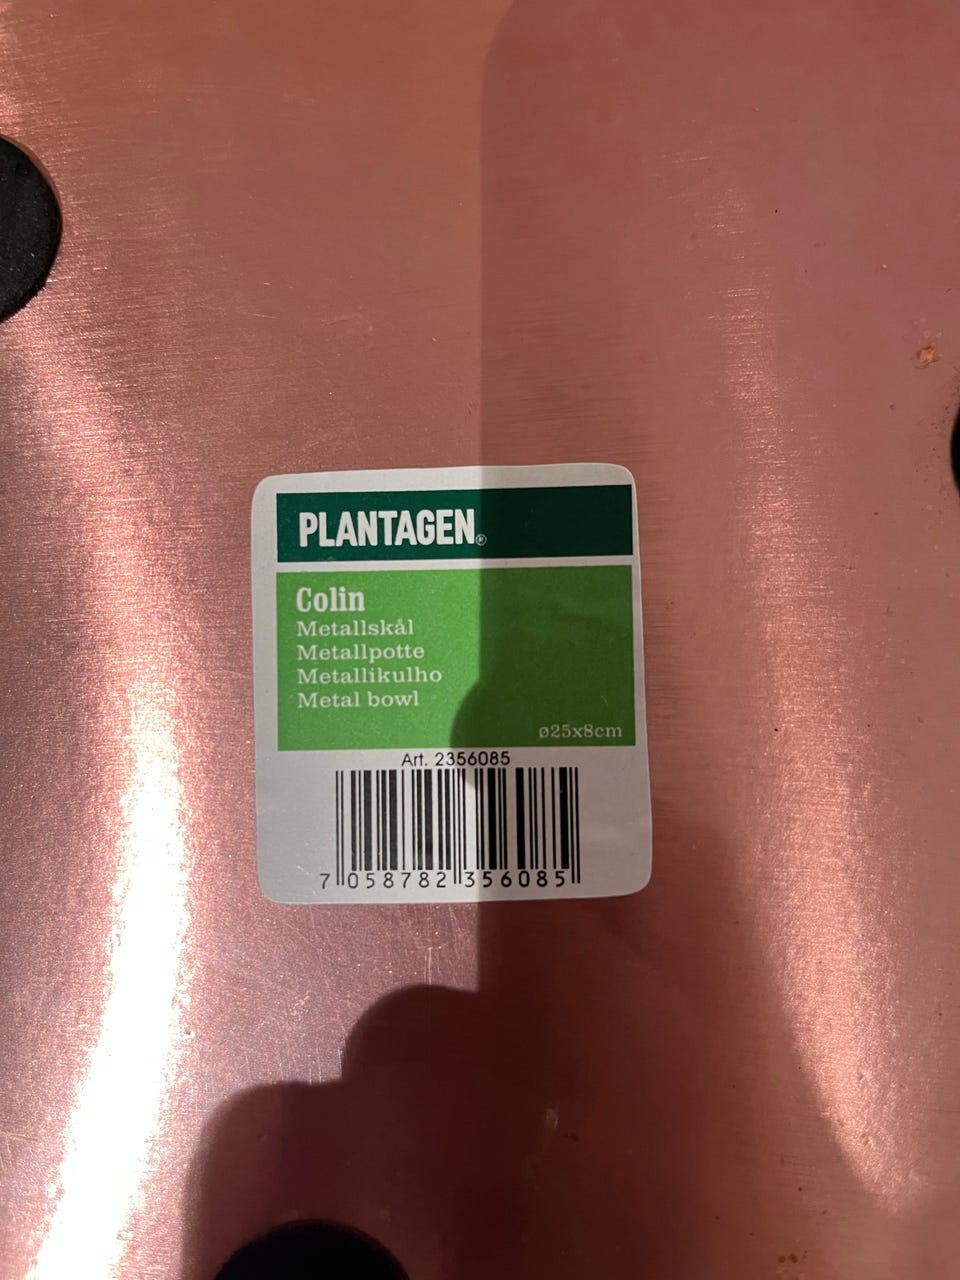 PLANTAGEN®
Colin
Metallskål
Metallpotte
Metallikulho
Metal bowl
ø25x8cm
Art. 2356085
7 058782 356085